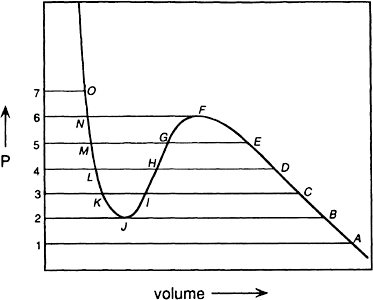 7 O
6 N F
5 M G E
4 L H D
P
3 K I C
2 J B
1 A
volume